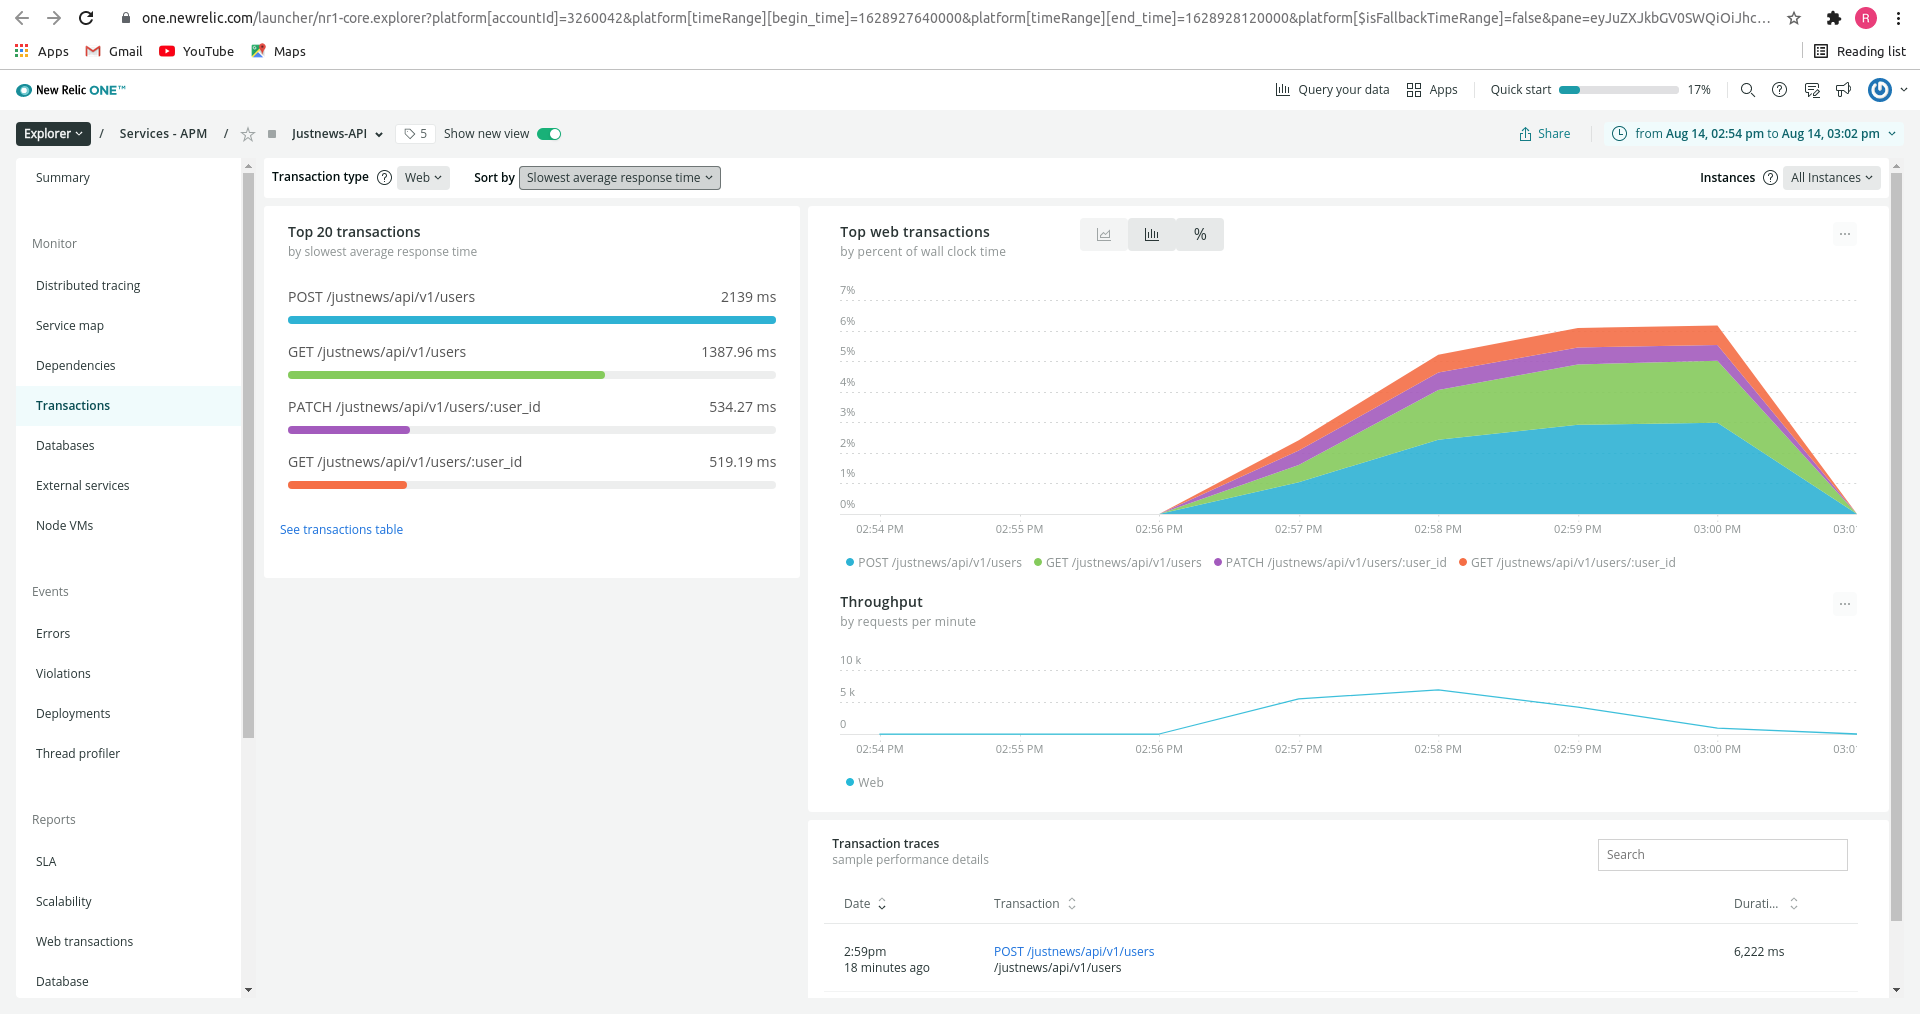 one.newrelic.com/launcher/nr1-core.explorer?platform[accountId]=3260042&platform[timeRange][begin_time]=1628927640000&platform[timeRange][end_time]=1628928120000&platform[$isFallbackTimeRange]=false&pane=eyJuZXJkbGV0SWQiOiJhc... R
Apps Gmail YouTube Maps Reading list
New Relic ONE™ Query your data Apps Quick start 17%
Explorer / Services - APM / Justnews-API 5 Show new view Share from Aug 14, 02:54 pm to Aug 14, 03:02 pm
Summary
Monitor
Distributed tracing
Service map
Dependencies
Transactions
Databases
External services
Node VMs
Events
Errors
Violations
Deployments
Thread profiler
Reports
SLA
Scalability
Web transactions
Database
Transaction type ? Web Sort by Slowest average response time Instances ? All Instances
Top 20 transactions
by slowest average response time
POST /justnews/api/v1/users 2139 ms
GET /justnews/api/v1/users 1387.96 ms
PATCH /justnews/api/v1/users/:user_id 534.27 ms
GET /justnews/api/v1/users/:user_id 519.19 ms
See transactions table
Top web transactions %
by percent of wall clock time
7%
6%
5%
4%
3%
2%
1%
0%
02:54 PM 02:55 PM 02:56 PM 02:57 PM 02:58 PM 02:59 PM 03:00 PM 03:01
POST /justnews/api/v1/users GET /justnews/api/v1/users PATCH /justnews/api/v1/users/:user_id GET /justnews/api/v1/users/:user_id
Throughput
by requests per minute
10 k
5 k
0
02:54 PM 02:55 PM 02:56 PM 02:57 PM 02:58 PM 02:59 PM 03:00 PM 03:01
Web
Transaction traces
sample performance details
Search
Date Transaction Durati...
2:59pm POST /justnews/api/v1/users 6,222 ms
18 minutes ago /justnews/api/v1/users